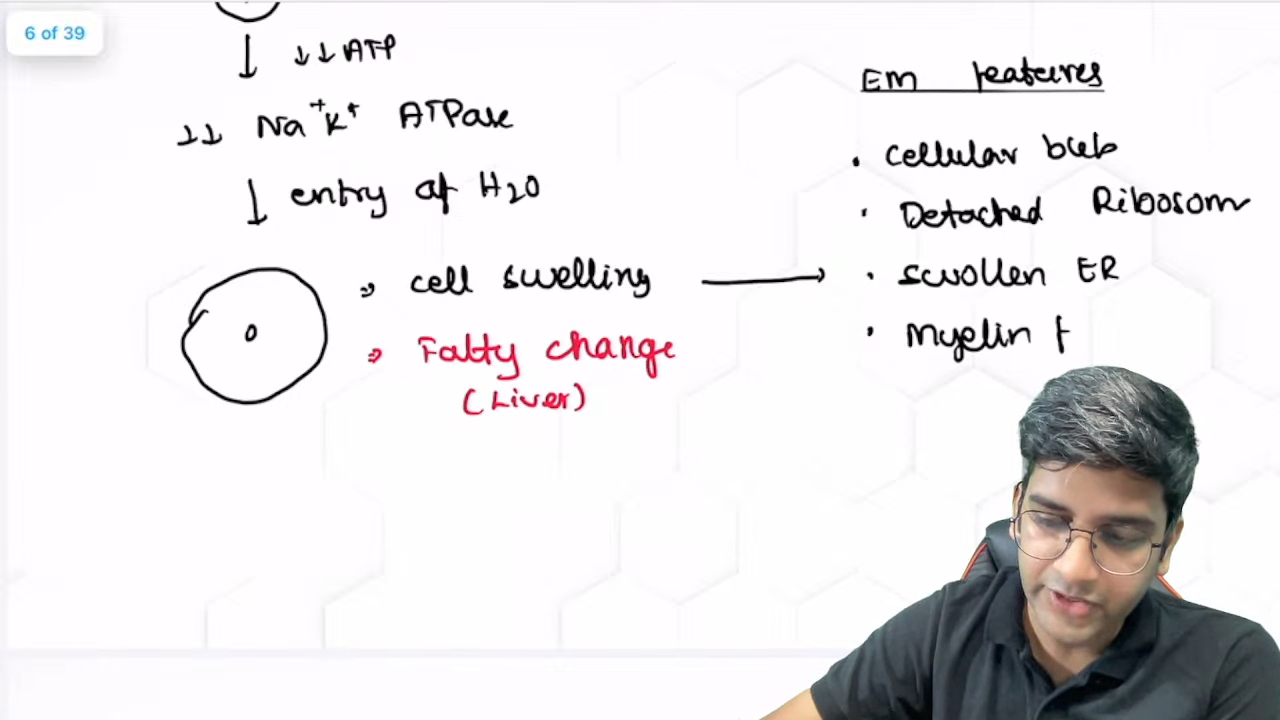 6 of 39
↓ ↓↓ ATP
↓↓ Na⁺K⁺ ATPase
↓ entry of H2O
cell swelling →
Fatty change
(Liver)
EM features
• cellular bleb
• Detached Ribosom
• swollen ER
• Myelin f